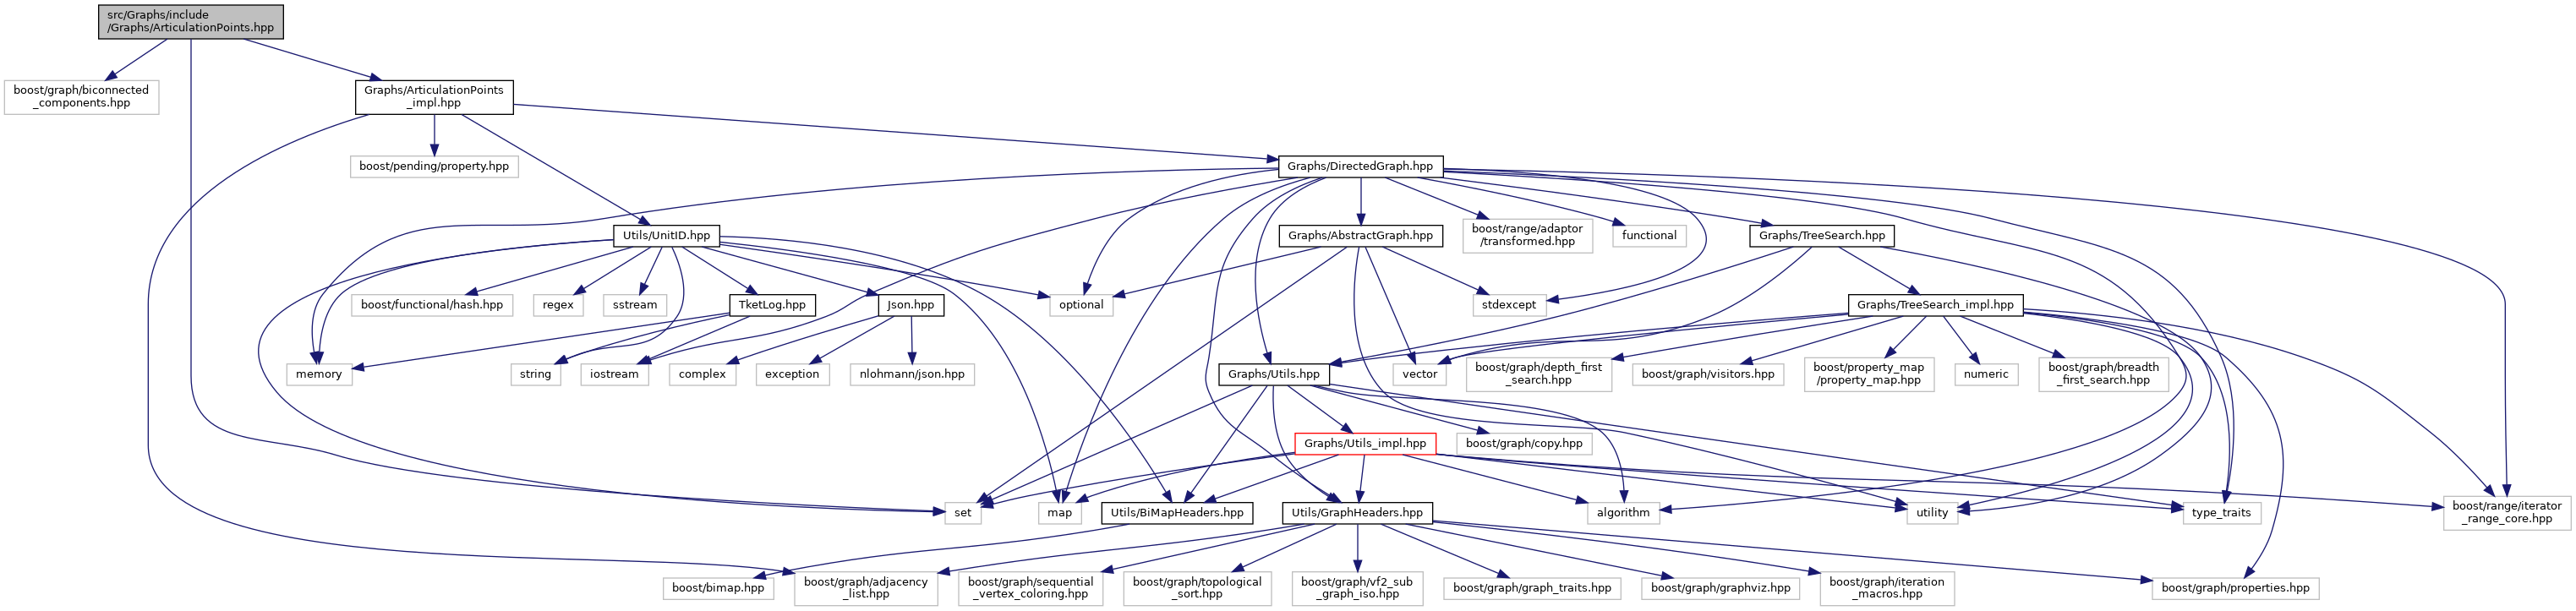 src/Graphs/include
/Graphs/ArticulationPoints.hpp
boost/graph/biconnected
_components.hpp
Graphs/ArticulationPoints
_impl.hpp
boost/pending/property.hpp
Graphs/DirectedGraph.hpp
Utils/UnitID.hpp
Graphs/AbstractGraph.hpp
boost/range/adaptor
/transformed.hpp
functional
Graphs/TreeSearch.hpp
boost/functional/hash.hpp
regex
sstream
TketLog.hpp
Json.hpp
optional
stdexcept
Graphs/TreeSearch_impl.hpp
memory
string
iostream
complex
exception
nlohmann/json.hpp
Graphs/Utils.hpp
vector
boost/graph/depth_first
_search.hpp
boost/graph/visitors.hpp
boost/property_map
/property_map.hpp
numeric
boost/graph/breadth
_first_search.hpp
Graphs/Utils_impl.hpp
boost/graph/copy.hpp
set
map
Utils/BiMapHeaders.hpp
Utils/GraphHeaders.hpp
algorithm
utility
type_traits
boost/range/iterator
_range_core.hpp
boost/bimap.hpp
boost/graph/adjacency
_list.hpp
boost/graph/sequential
_vertex_coloring.hpp
boost/graph/topological
_sort.hpp
boost/graph/vf2_sub
_graph_iso.hpp
boost/graph/graph_traits.hpp
boost/graph/graphviz.hpp
boost/graph/iteration
_macros.hpp
boost/graph/properties.hpp